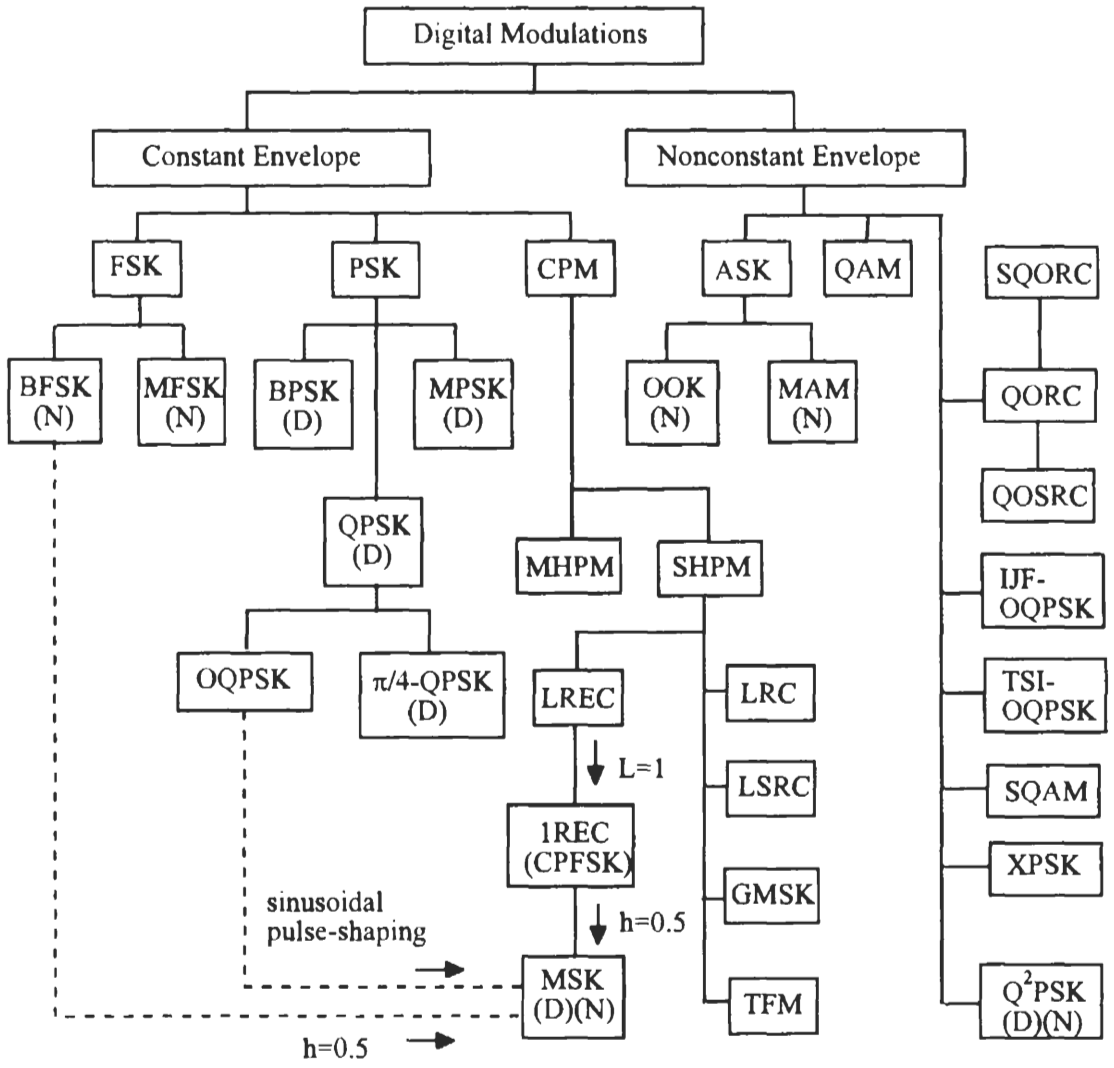 Digital Modulations
Constant Envelope
Nonconstant Envelope
FSK
PSK
CPM
ASK
QAM
SQORC
BFSK
(N)
MFSK
(N)
BPSK
(D)
MPSK
(D)
OOK
(N)
MAM
(N)
QORC
QOSRC
QPSK
(D)
MHPM
SHPM
IJF-
OQPSK
OQPSK
π/4-QPSK
(D)
LREC
LRC
TSI-
OQPSK
L=1
LSRC
SQAM
1REC
(CPFSK)
XPSK
sinusoidal
pulse-shaping
h=0.5
GMSK
MSK
(D)(N)
TFM
Q²PSK
(D)(N)
h=0.5